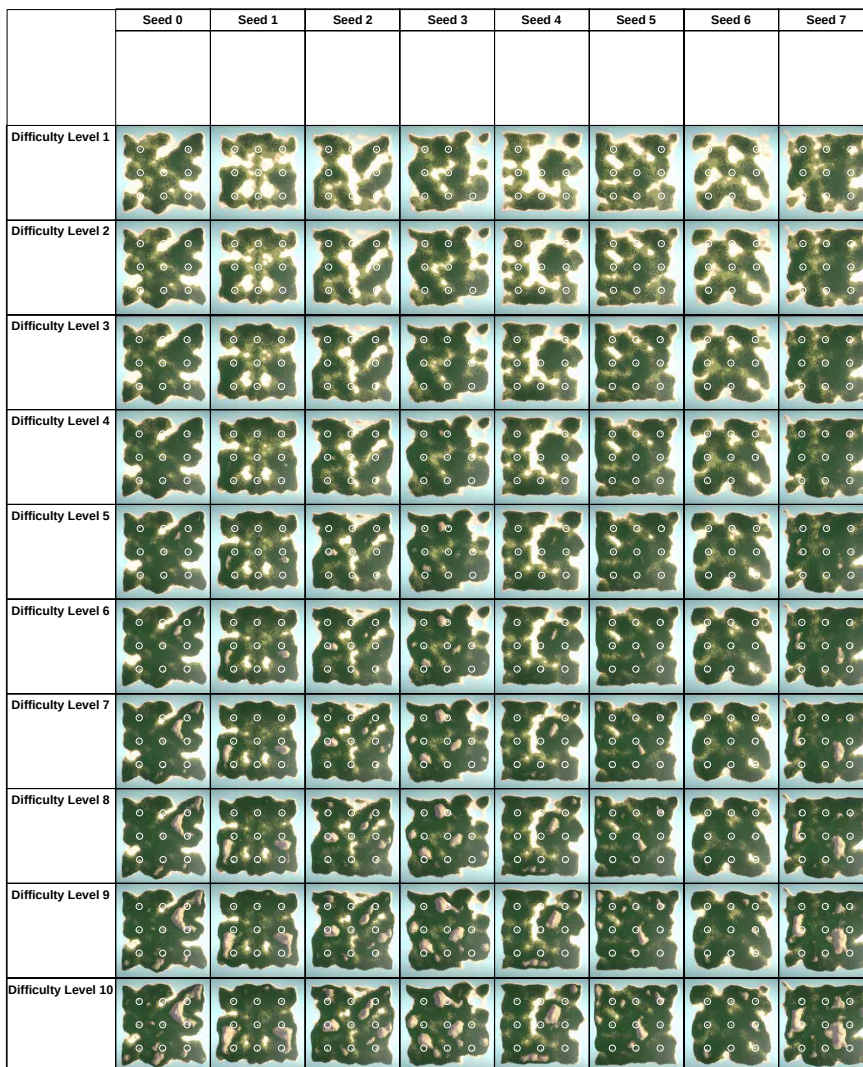 Seed 0 Seed 1 Seed 2 Seed 3 Seed 4 Seed 5 Seed 6 Seed 7
Difficulty Level 1
Difficulty Level 2
Difficulty Level 3
Difficulty Level 4
Difficulty Level 5
Difficulty Level 6
Difficulty Level 7
Difficulty Level 8
Difficulty Level 9
Difficulty Level 10